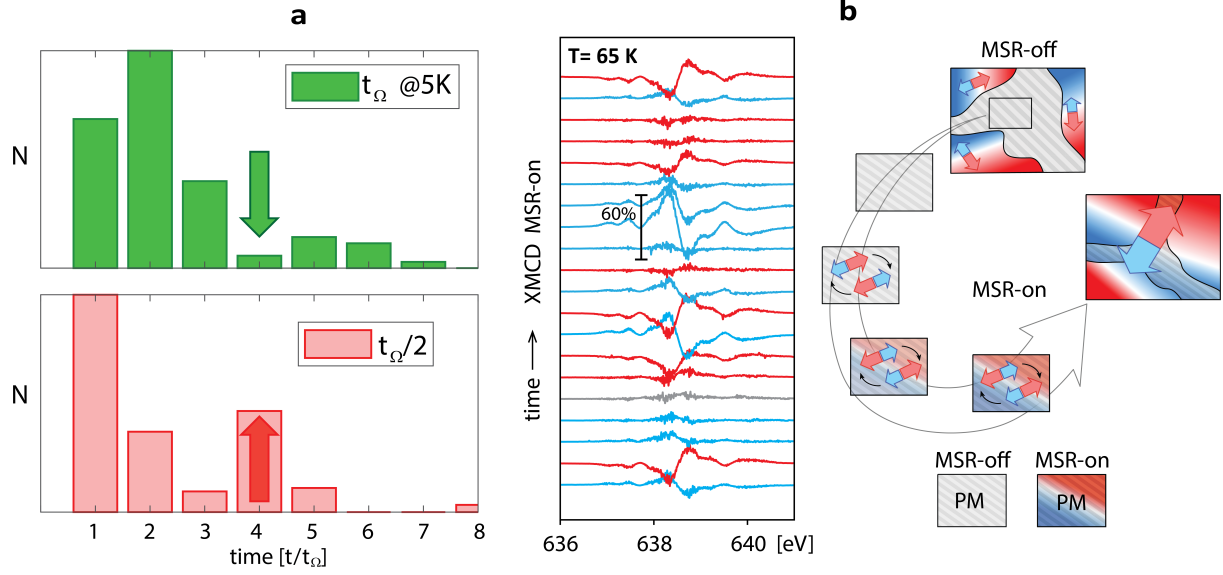 a
b
N
t_Ω @5K
N
t_Ω/2
1 2 3 4 5 6 7 8
time [t/t_Ω]
T= 65 K
60%
time ⟶ XMCD MSR-on
636 638 640 [eV]
MSR-off
MSR-on
MSR-off MSR-on
PM PM